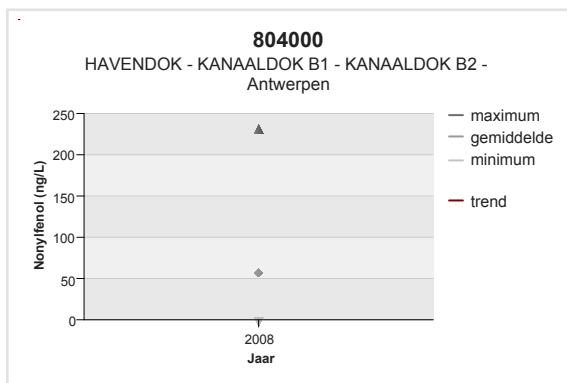 804000
HAVENDOK - KANAALDOK B1 - KANAALDOK B2 -
Antwerpen
250
200
150
100
50
0
Nonylfenol (ng/L)
2008
Jaar
maximum
gemiddelde
minimum
trend